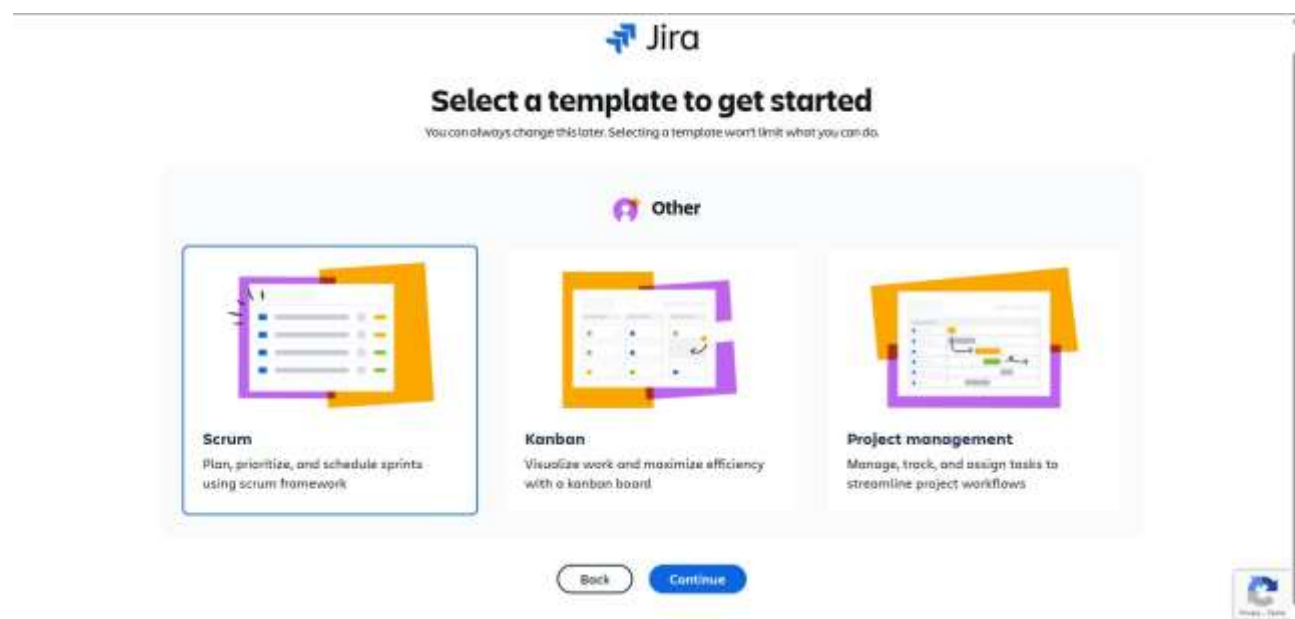 Jira
Select a template to get started
You can always change this later. Selecting a template won't limit what you can do.
Other
Scrum
Plan, prioritize, and schedule sprints
using scrum framework
Kanban
Visualize work and maximize efficiency
with a kanban board
Project management
Manage, track, and assign tasks to
streamline project workflows
Back
Continue
Privacy - Terms